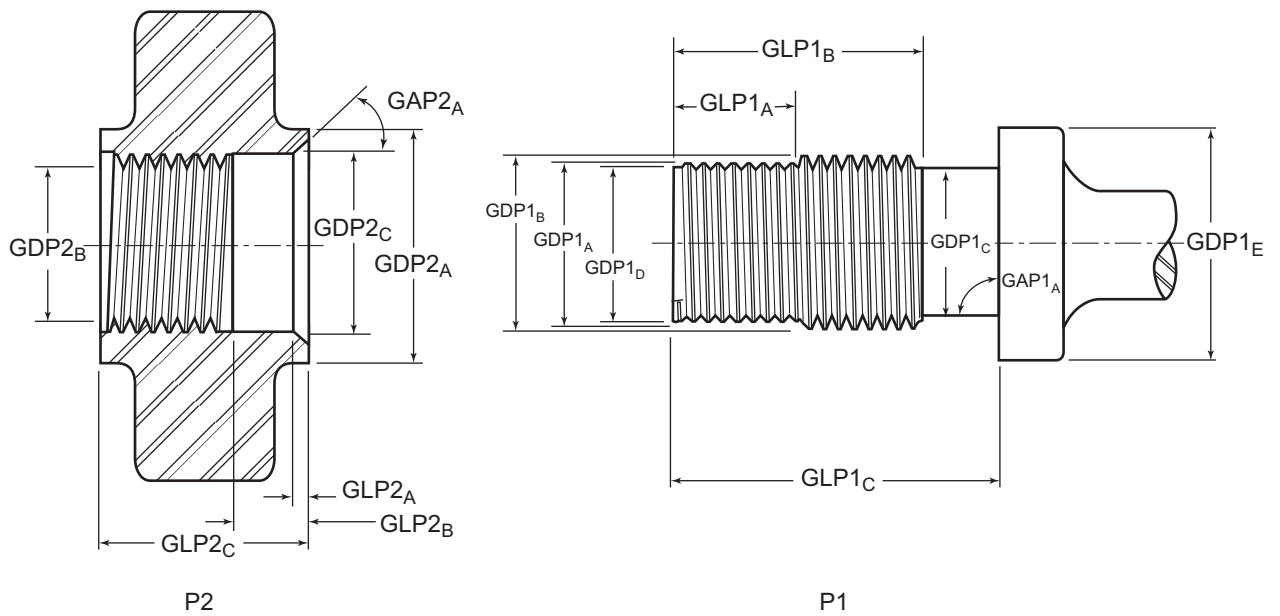 GAP2A
GDP2B
GDP2C
GDP2A
GLP2A
GLP2B
GLP2C
P2
GLP1B
GLP1A
GDP1B
GDP1A
GDP1D
GDP1C
GAP1A
GDP1E
GLP1C
P1